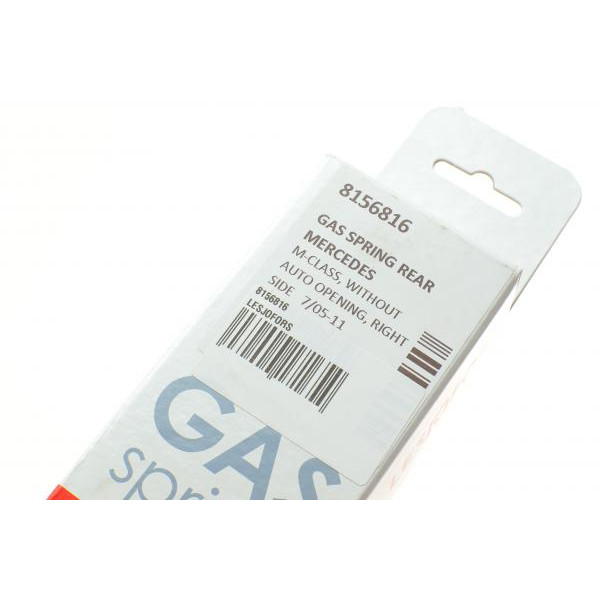 8156816
GAS SPRING REAR
MERCEDES
M-CLASS, WITHOUT
AUTO OPENING, RIGHT
SIDE 7/05-11
8156816
LESJOFORS
GAS
spri